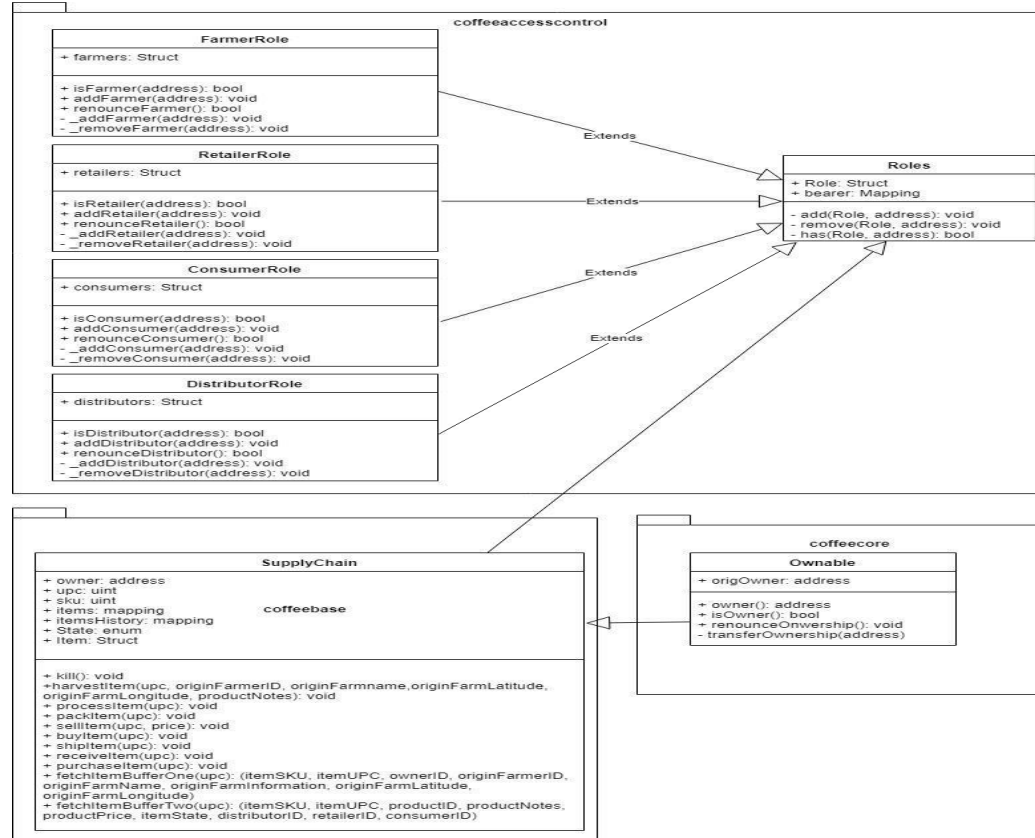 coffeeaccesscontrol
FarmerRole
+ farmers: Struct
+ isFarmer(address): bool
+ addFarmer(address): void
+ renounceFarmer(): bool
- _addFarmer(address): void
- _removeFarmer(address): void
RetailerRole
+ retailers: Struct
+ isRetailer(address): bool
+ addRetailer(address): void
+ renounceRetailer(): bool
- _addRetailer(address): void
- _removeRetailer(address): void
ConsumerRole
+ consumers: Struct
+ isConsumer(address): bool
+ addConsumer(address): void
+ renounceConsumer(): bool
- _addConsumer(address): void
- _removeConsumer(address): void
DistributorRole
+ distributors: Struct
+ isDistributor(address): bool
+ addDistributor(address): void
+ renounceDistributor(): bool
- _addDistributor(address): void
- _removeDistributor(address): void
Extends
Extends
Extends
Extends
Roles
+ Role: Struct
+ bearer: Mapping
- add(Role, address): void
- remove(Role, address): void
- has(Role, address): bool
SupplyChain
+ owner: address
+ upc: uint
+ sku: uint
+ items: mapping
coffeebase
+ itemsHistory: mapping
+ State: enum
+ Item: Struct
+ kill(): void
+harvestItem(upc, originFarmerID, originFarmname,originFarmLatitude,
originFarmLongitude, productNotes): void
+ processItem(upc): void
+ packItem(upc): void
+ sellItem(upc, price): void
+ buyItem(upc): void
+ shipItem(upc): void
+ receiveItem(upc): void
+ purchaseItem(upc): void
+ fetchItemBufferOne(upc): (itemSKU, itemUPC, ownerID, originFarmerID,
originFarmName, originFarmInformation, originFarmLatitude,
originFarmLongitude)
+ fetchItemBufferTwo(upc): (itemSKU, itemUPC, productID, productNotes,
productPrice, itemState, distributorID, retailerID, consumerID)
coffeecore
Ownable
+ origOwner: address
+ owner(): address
+ isOwner(): bool
+ renounceOnwership(): void
- transferOwnership(address)